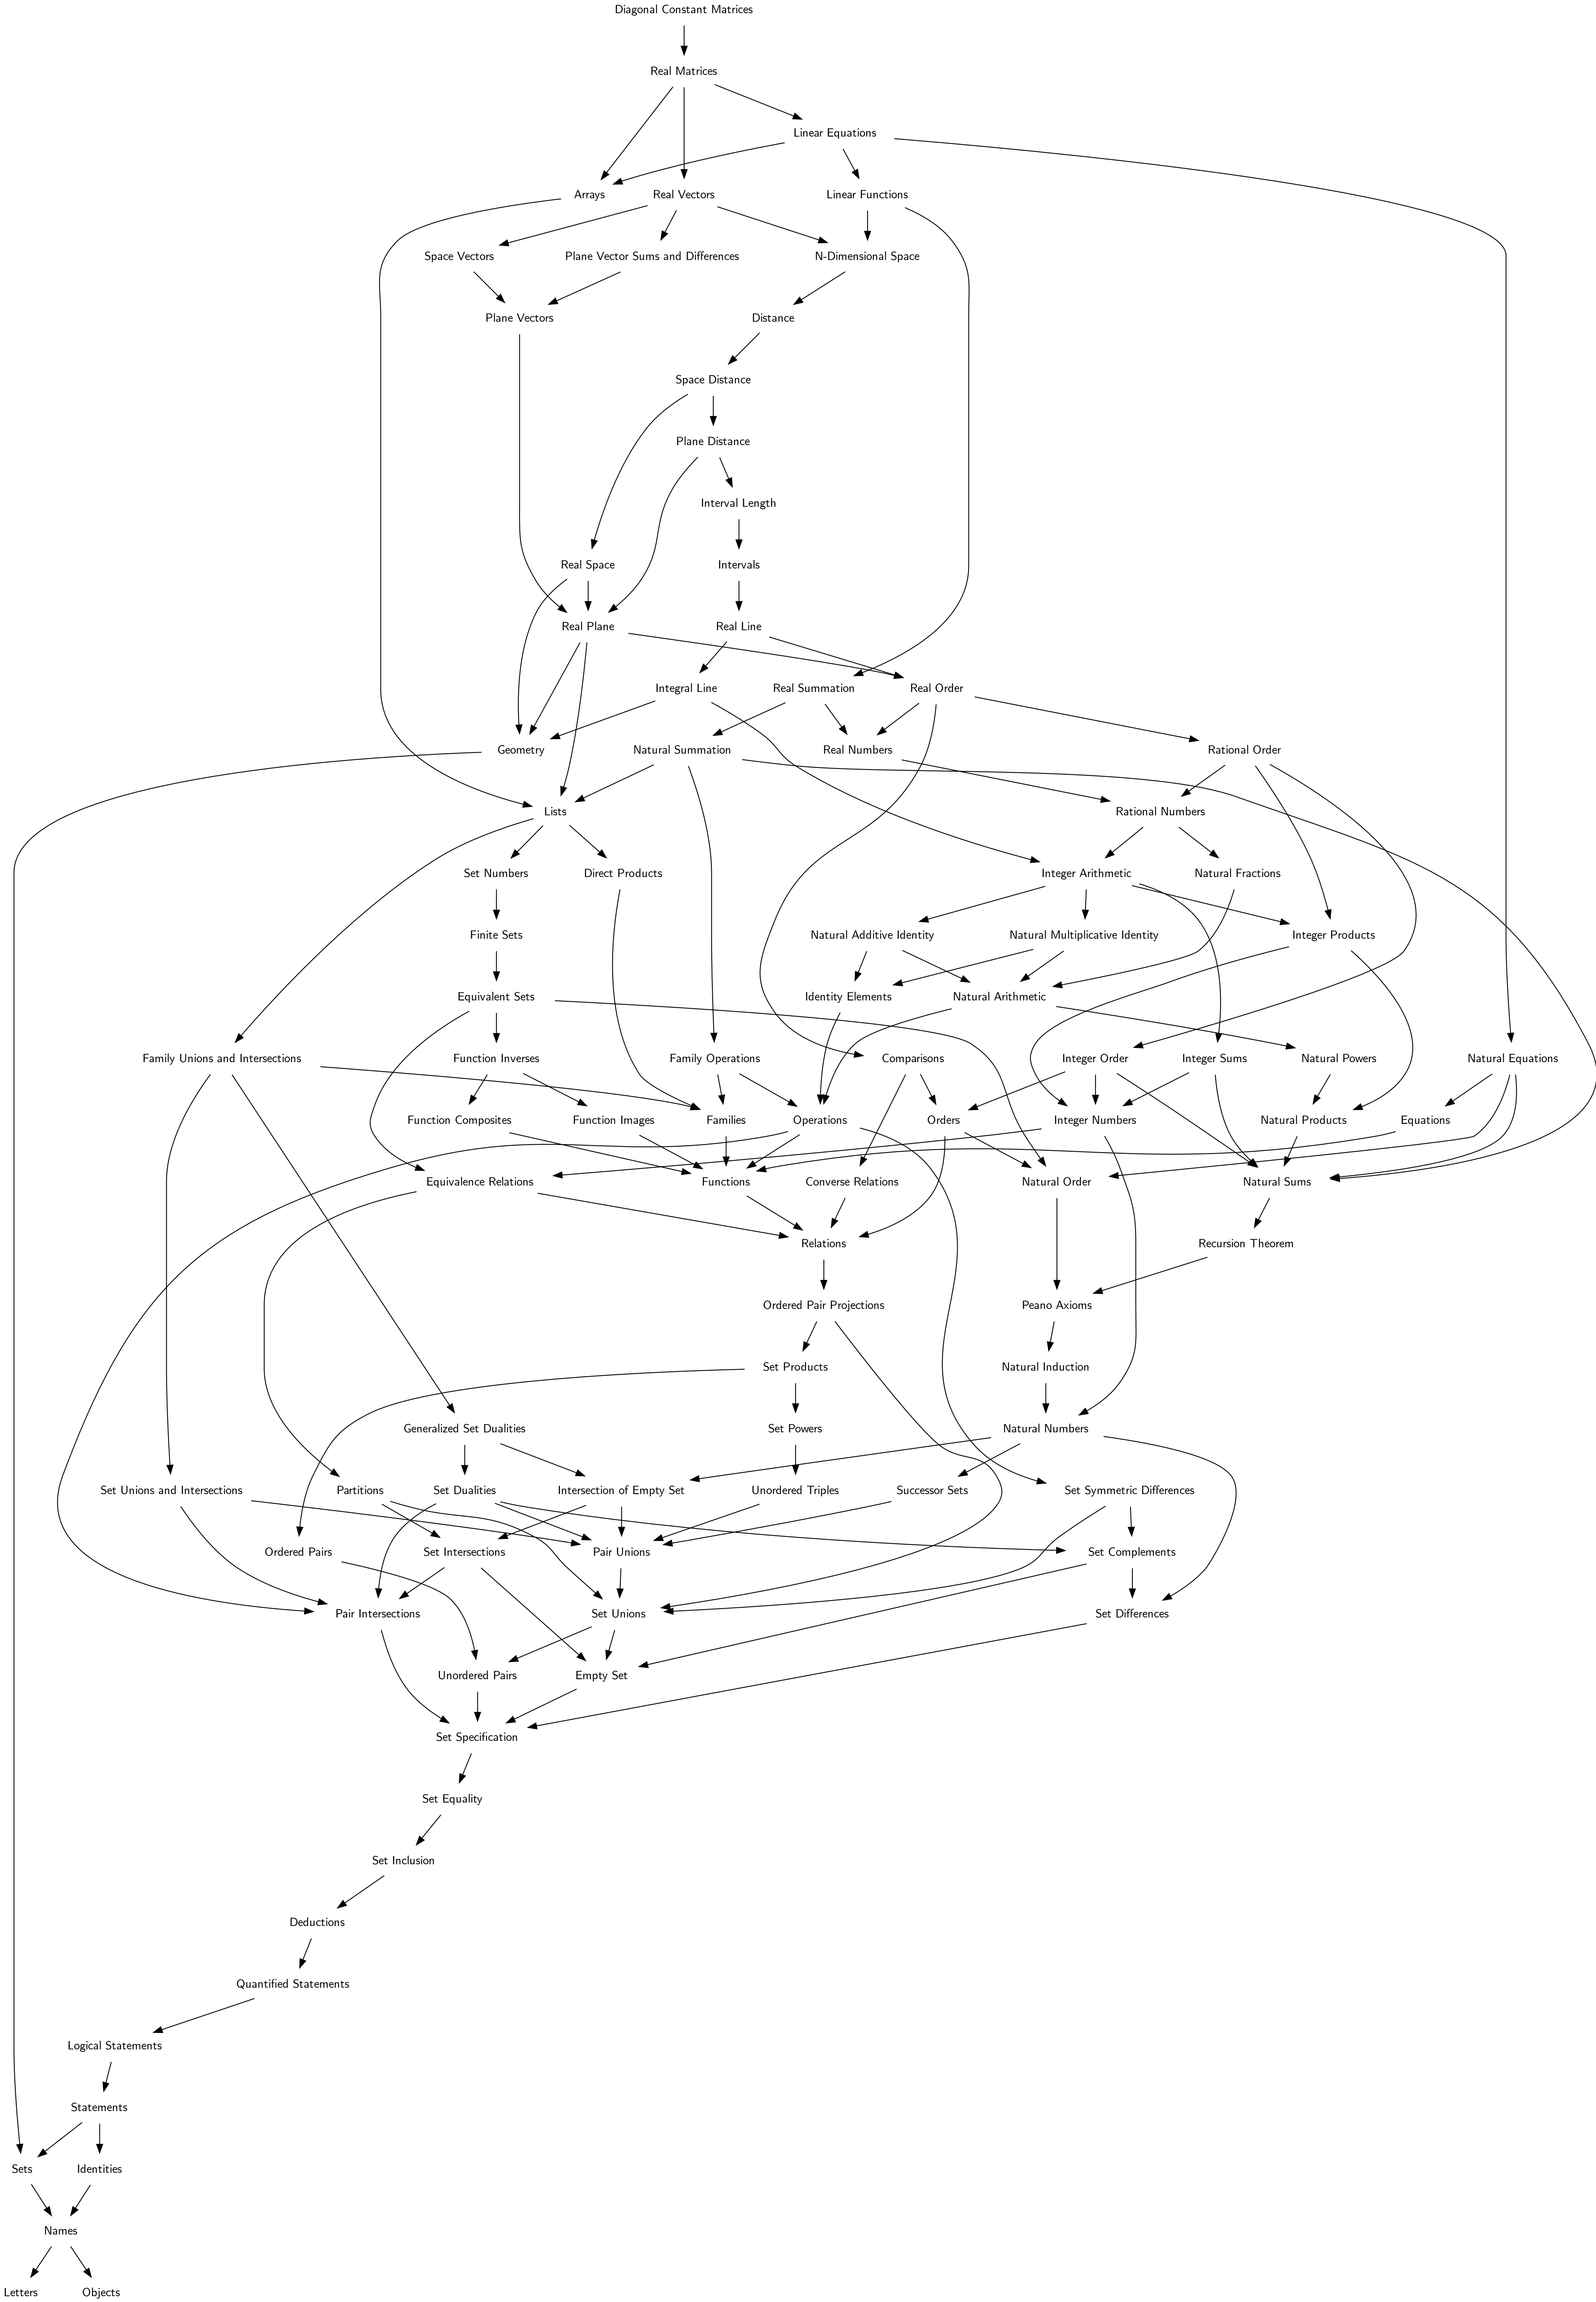 Diagonal Constant Matrices
Real Matrices
Linear Equations
Arrays
Real Vectors
Linear Functions
Space Vectors
Plane Vector Sums and Differences
N-Dimensional Space
Plane Vectors
Distance
Space Distance
Plane Distance
Interval Length
Real Space
Intervals
Real Plane
Real Line
Integral Line
Real Summation
Real Order
Geometry
Natural Summation
Real Numbers
Rational Order
Lists
Rational Numbers
Set Numbers
Direct Products
Integer Arithmetic
Natural Fractions
Finite Sets
Natural Additive Identity
Natural Multiplicative Identity
Integer Products
Equivalent Sets
Identity Elements
Natural Arithmetic
Family Unions and Intersections
Function Inverses
Family Operations
Comparisons
Integer Order
Integer Sums
Natural Powers
Natural Equations
Function Composites
Function Images
Families
Operations
Orders
Integer Numbers
Natural Products
Equations
Equivalence Relations
Functions
Converse Relations
Natural Order
Natural Sums
Relations
Recursion Theorem
Ordered Pair Projections
Peano Axioms
Set Products
Natural Induction
Generalized Set Dualities
Set Powers
Natural Numbers
Set Unions and Intersections
Partitions
Set Dualities
Intersection of Empty Set
Unordered Triples
Successor Sets
Set Symmetric Differences
Ordered Pairs
Set Intersections
Pair Unions
Set Complements
Pair Intersections
Set Unions
Set Differences
Unordered Pairs
Empty Set
Set Specification
Set Equality
Set Inclusion
Deductions
Quantified Statements
Logical Statements
Statements
Sets
Identities
Names
Letters
Objects